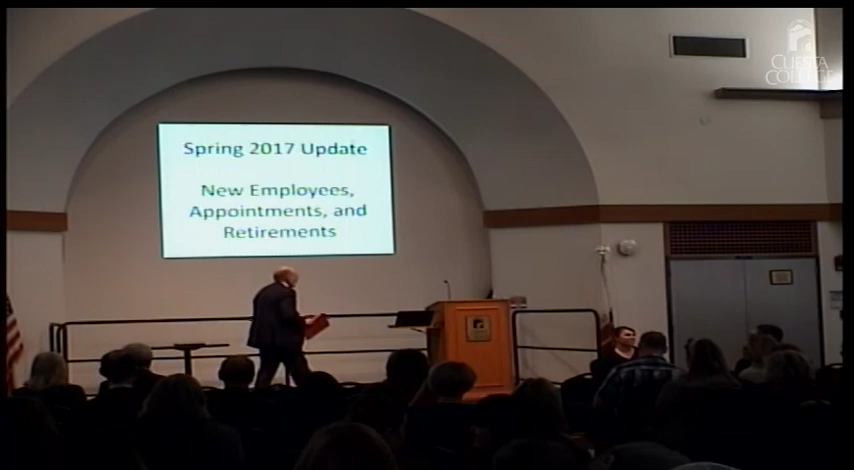 CUESTA
COLLEGE
Spring 2017 Update
New Employees,
Appointments, and
Retirements